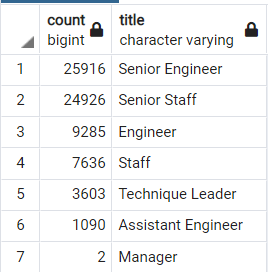 count title
bigint character varying
1 25916 Senior Engineer
2 24926 Senior Staff
3 9285 Engineer
4 7636 Staff
5 3603 Technique Leader
6 1090 Assistant Engineer
7 2 Manager